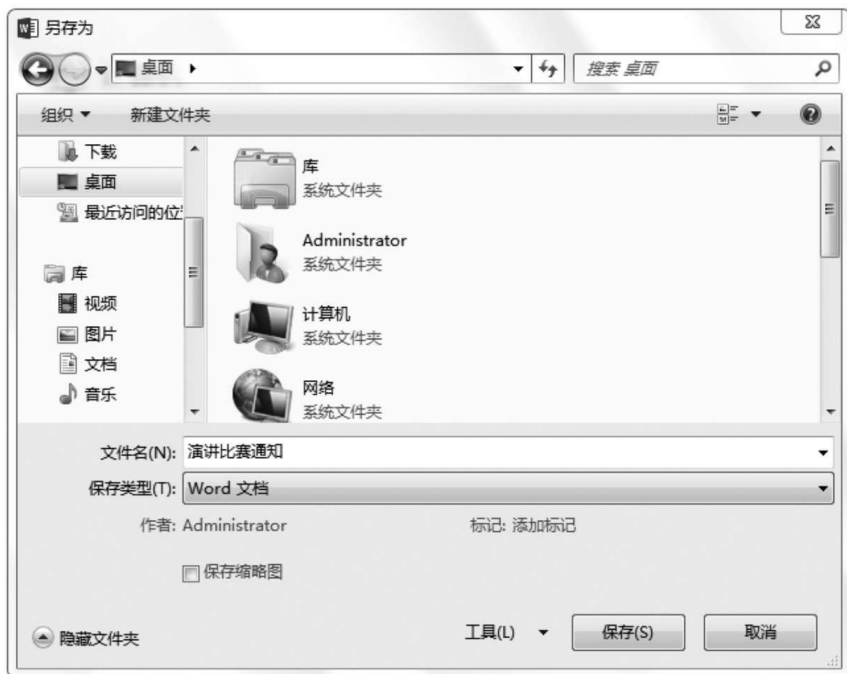 另存为
桌面
搜索 桌面
组织
新建文件夹
下载
桌面
最近访问的位
库
视频
图片
文档
音乐
库
系统文件夹
Administrator
系统文件夹
计算机
系统文件夹
网络
系统文件夹
文件名(N): 演讲比赛通知
保存类型(T): Word 文档
作者: Administrator 标记: 添加标记
保存缩略图
隐藏文件夹
工具(L) 保存(S) 取消